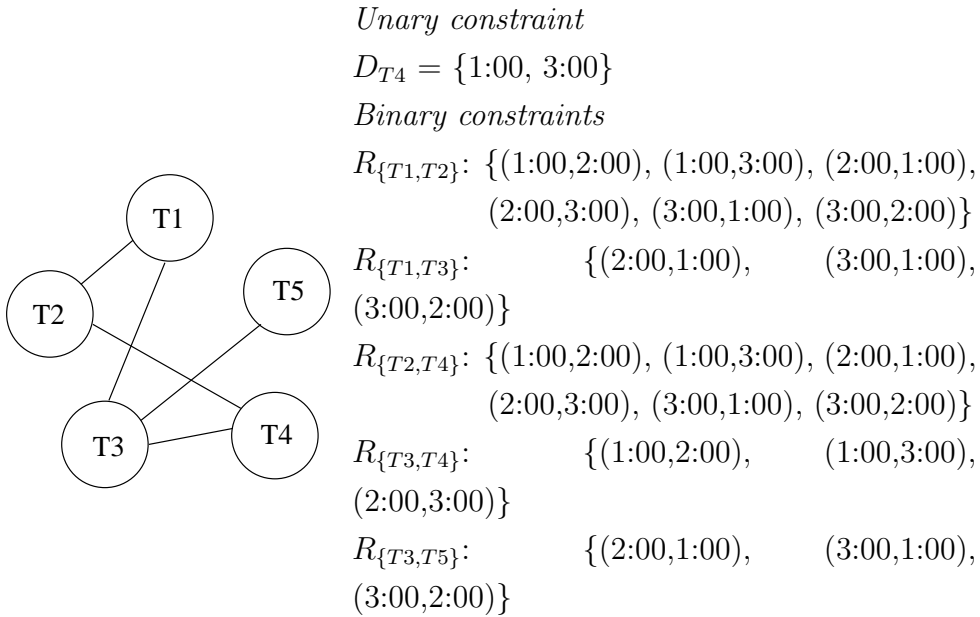 Unary constraint
D_{T4} = {1:00, 3:00}
Binary constraints
R_{{T1,T2}}: {(1:00,2:00), (1:00,3:00), (2:00,1:00),
(2:00,3:00), (3:00,1:00), (3:00,2:00)}
R_{{T1,T3}}: {(2:00,1:00), (3:00,1:00),
(3:00,2:00)}
R_{{T2,T4}}: {(1:00,2:00), (1:00,3:00), (2:00,1:00),
(2:00,3:00), (3:00,1:00), (3:00,2:00)}
R_{{T3,T4}}: {(1:00,2:00), (1:00,3:00),
(2:00,3:00)}
R_{{T3,T5}}: {(2:00,1:00), (3:00,1:00),
(3:00,2:00)}
T1
T5
T2
T3
T4